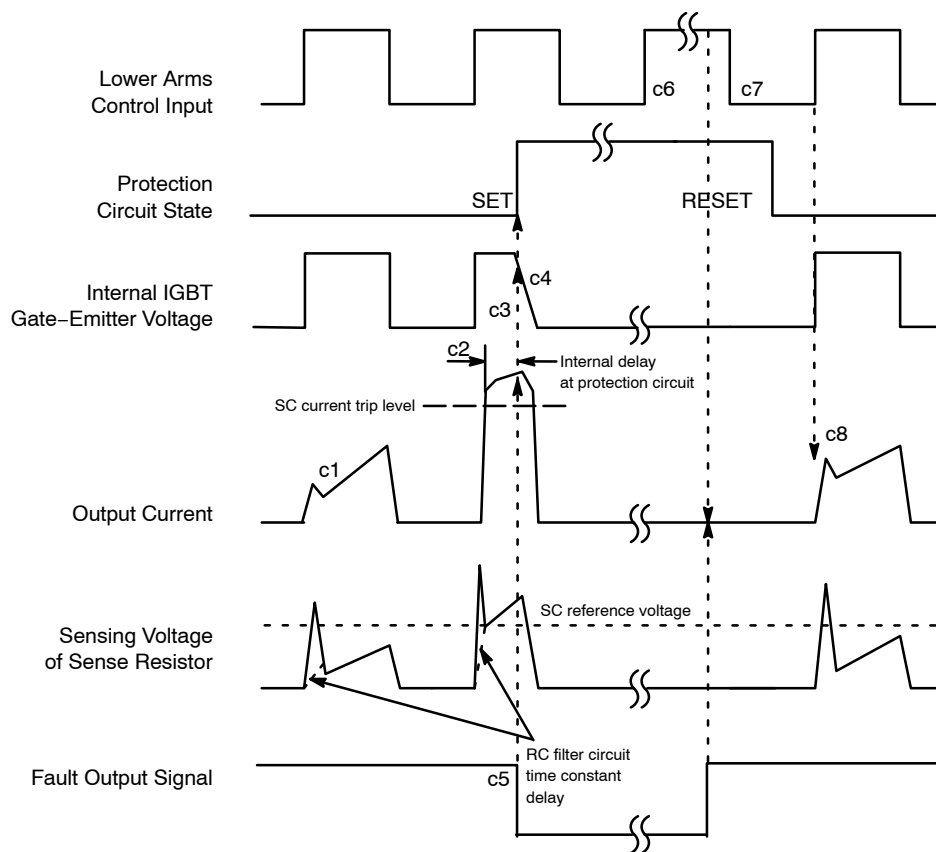 Lower Arms
Control Input
c6
c7
Protection
Circuit State
SET
RESET
Internal IGBT
Gate−Emitter Voltage
c3
c4
c2
Internal delay
at protection circuit
SC current trip level
c1
c8
Output Current
SC reference voltage
Sensing Voltage
of Sense Resistor
RC filter circuit
time constant
delay
Fault Output Signal
c5